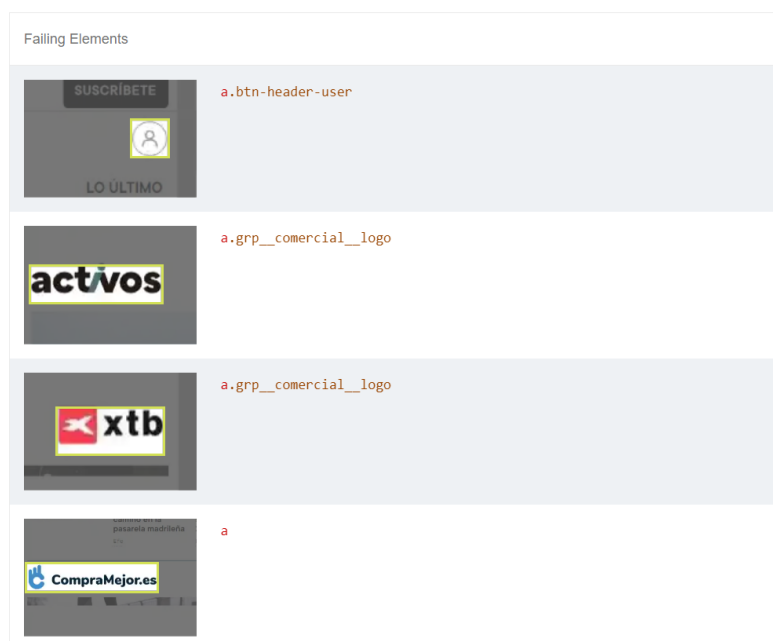 Failing Elements
SUSCRÍBETE
LO ÚLTIMO
a.btn-header-user
activos
a.grp__comercial__logo
xtb
a.grp__comercial__logo
pasarela madrileña
CompraMejor.es
a